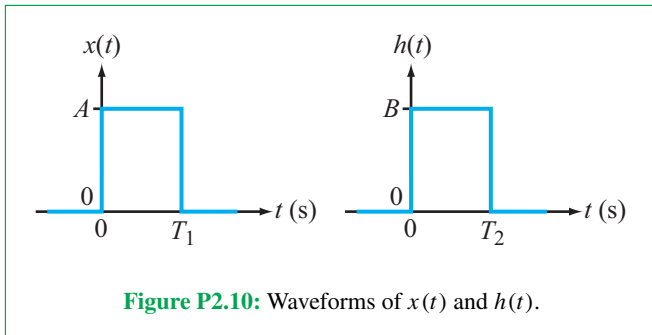 x(t)
A
0
0
T1
t (s)
h(t)
B
0
0
T2
t (s)
Figure P2.10: Waveforms of x(t) and h(t).